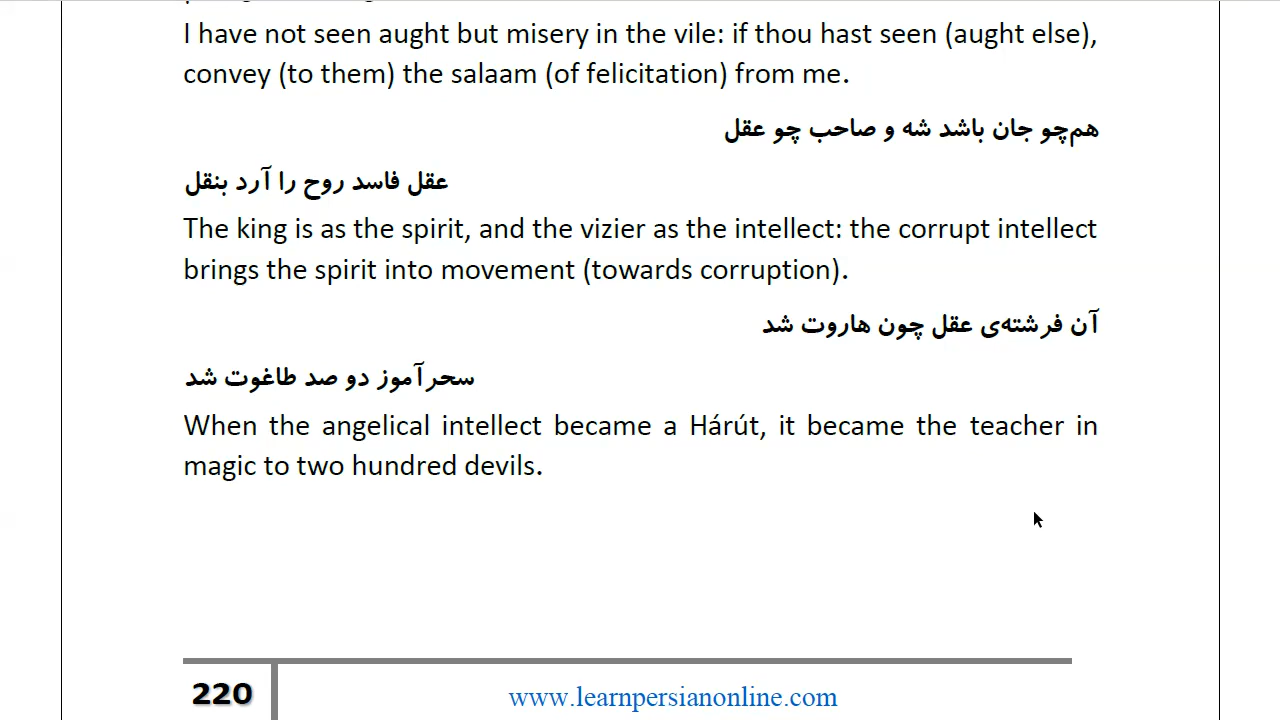 I have not seen aught but misery in the vile: if thou hast seen (aught else),
convey (to them) the salaam (of felicitation) from me.
هم‌چو جان باشد شه و صاحب چو عقل
عقل فاسد روح را آرد بنقل
The king is as the spirit, and the vizier as the intellect: the corrupt intellect
brings the spirit into movement (towards corruption).
آن فرشته‌ی عقل چون هاروت شد
سحرآموز دو صد طاغوت شد
When the angelical intellect became a Hárút, it became the teacher in
magic to two hundred devils.
220
www.learnpersianonline.com